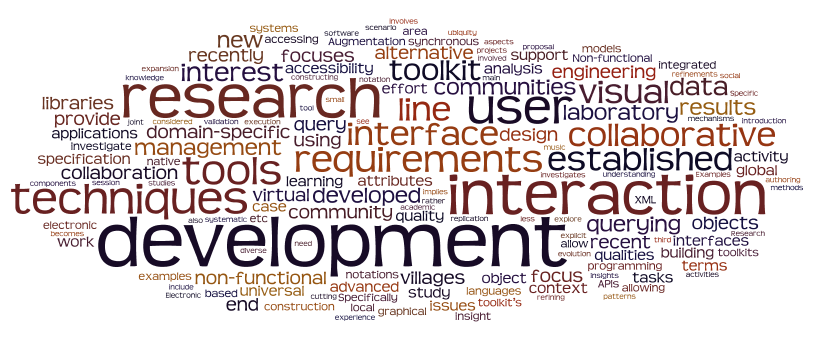 involves
systems software scenario area ubiquity
new accessing Augmentation synchronous aspects
recently focuses alternative support proposal models
expansion projects involved Non-functional
interest accessibility toolkit analysis engineering integrated
knowledge constructing notation main refinements social
research effort communities visual data specific
libraries tool small line user laboratory results
provide joint considered validation execution see query mechanisms introduction
applications domain-specific using interface design collaborative
Investigate management music
specification native tools requirements established activity
collaboration investigates understanding Examples global
components session studies learning attributes authoring
techniques virtual developed implies rather interaction XML methods
case community academic quality replication less explore
electronic also systematic etc querying objects
becomes development explicit Research
work diverse need allow recent third interfaces
evolution qualities building toolkits
examples non-functional notations villages object focus programming terms
include insights activities
Electronic based universal advanced study languages context APIs tasks allowing
end cutting Specifically issues toolkit's refining patterns
construction local graphical Insight
experience